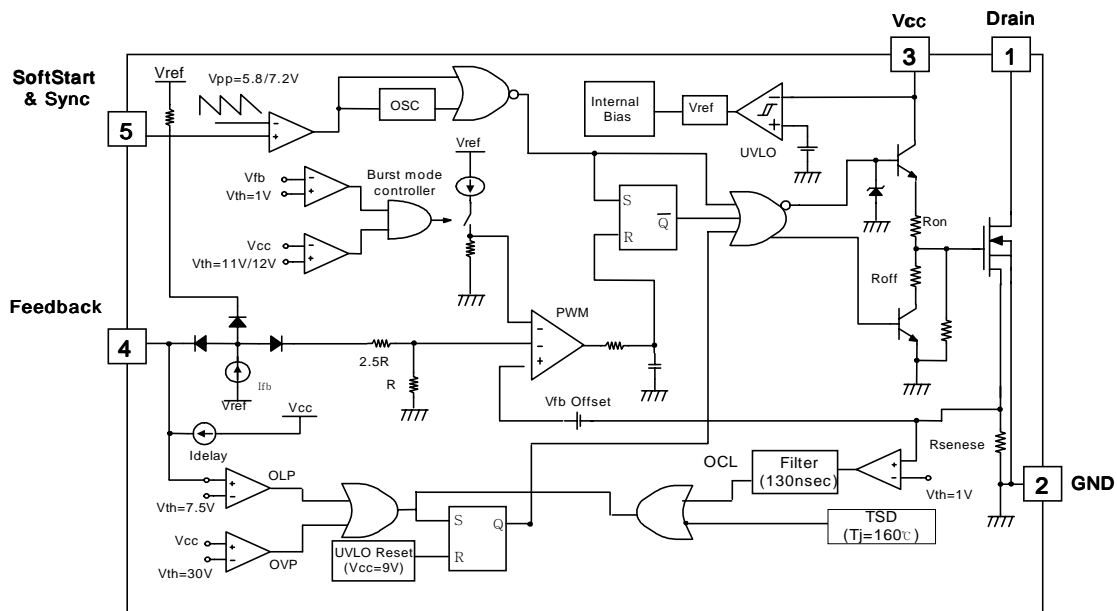 Vcc
Drain
3
1
SoftStart
& Sync
5
Vref
Vpp=5.8/7.2V
−
+
OSC
Internal
Bias
Vref
−
+
UVLO
Vfb
Vth=1V
−
+
Burst mode
controller
Vref
Vcc
Vth=11V/12V
−
+
S
R
Q
Ron
Roff
Feedback
4
Ifb
Vref
2.5R
R
PWM
−
−
+
Vcc
Idelay
Vfb Offset
Rsenese
OLP
Vth=7.5V
+
−
OCL
Filter
(130nsec)
+
−
Vth=1V
2
GND
S
Q
R
TSD
(Tj=160℃)
Vcc
Vth=30V
+
−
OVP
UVLO Reset
(Vcc=9V)